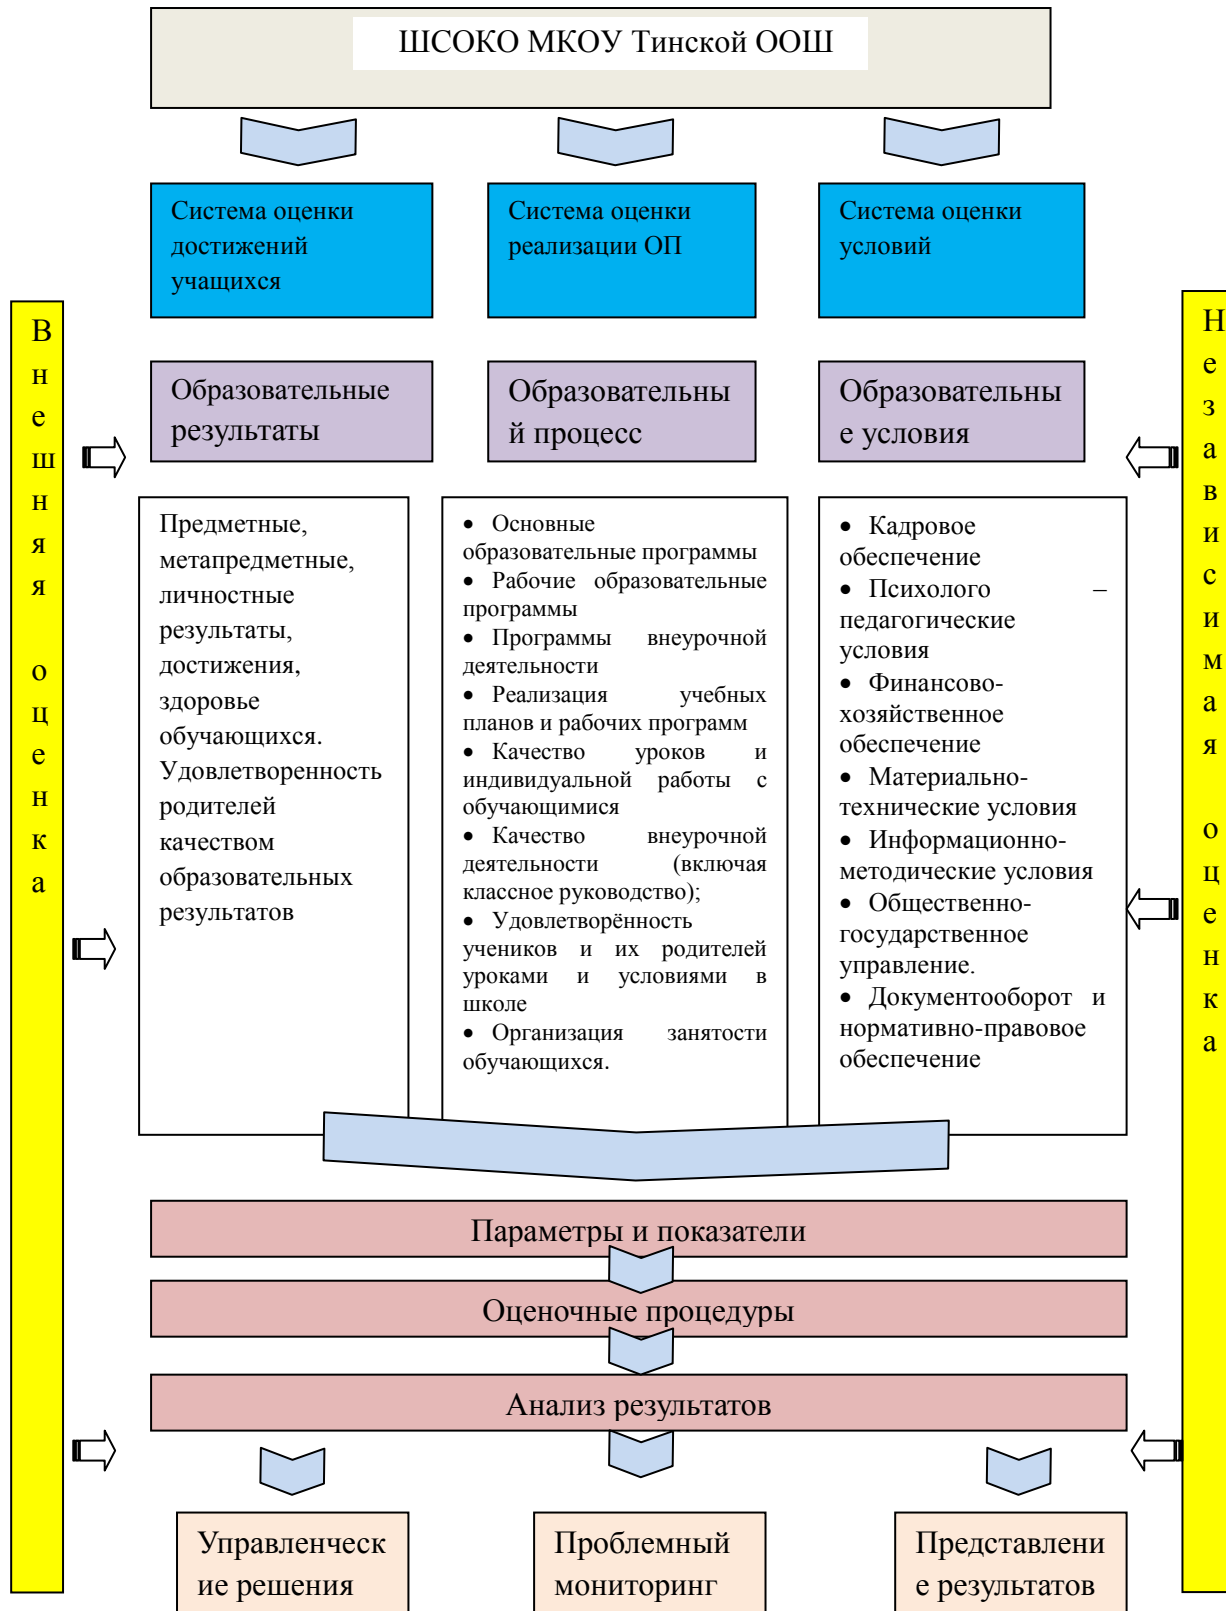 ШСОКО МКОУ Тинской ООШ
Система оценки
достижений
учащихся
Система оценки
реализации ОП
Система оценки
условий
В
н
е
ш
н
я
я
о
ц
е
н
к
а
Образовательные
результаты
Образовательны
й процесс
Образовательны
е условия
Н
е
з
а
в
и
с
и
м
а
я
о
ц
е
н
к
а
Предметные,
метапредметные,
личностные
результаты,
достижения,
здоровье
обучающихся.
Удовлетворенность
родителей
качеством
образовательных
результатов
• Основные
образовательные программы
• Рабочие образовательные
программы
• Программы внеурочной
деятельности
• Реализация учебных
планов и рабочих программ
• Качество уроков и
индивидуальной работы с
обучающимися
• Качество внеурочной
деятельности (включая
классное руководство);
• Удовлетворённость
учеников и их родителей
уроками и условиями в
школе
• Организация занятости
обучающихся.
• Кадровое
обеспечение
• Психолого –
педагогические
условия
• Финансово-
хозяйственное
обеспечение
• Материально-
технические условия
• Информационно-
методические условия
• Общественно-
государственное
управление.
• Документооборот и
нормативно-правовое
обеспечение
Параметры и показатели
Оценочные процедуры
Анализ результатов
Управленческ
ие решения
Проблемный
мониторинг
Представлени
е результатов